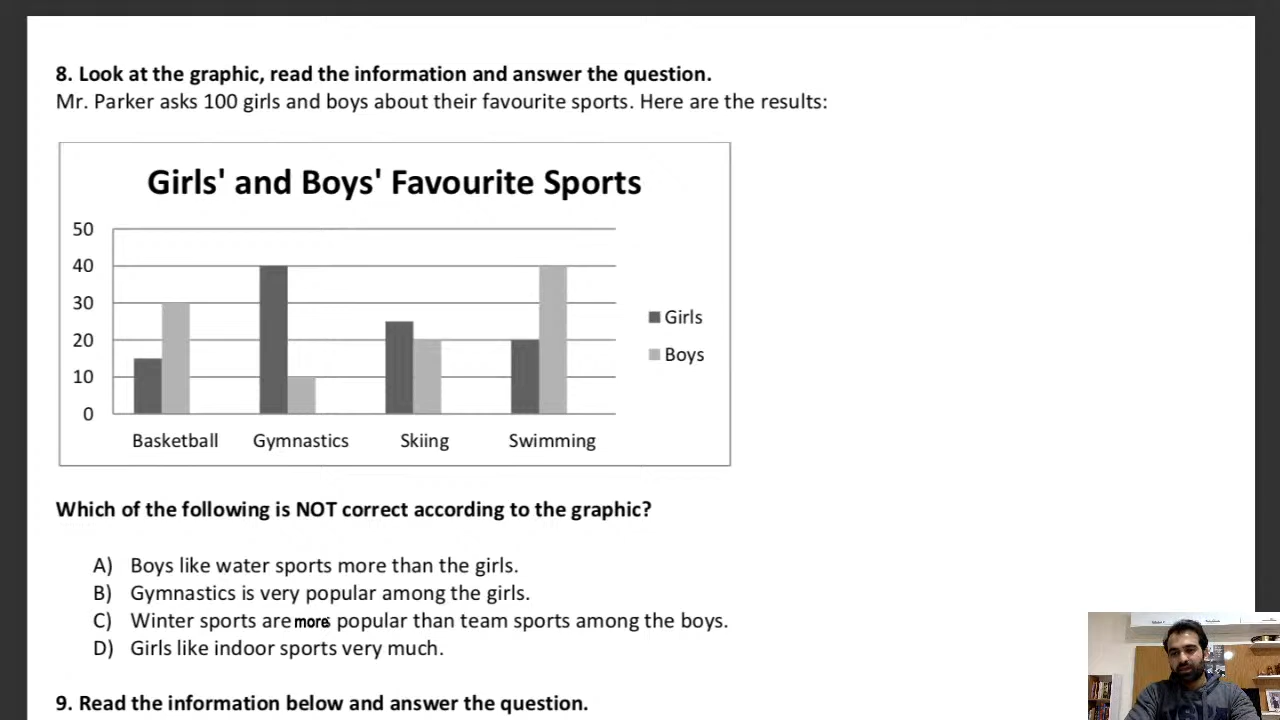 8. Look at the graphic, read the information and answer the question.
Mr. Parker asks 100 girls and boys about their favourite sports. Here are the results:
Girls' and Boys' Favourite Sports
50
40
30
20
10
0
Girls
Boys
Basketball Gymnastics Skiing Swimming
Which of the following is NOT correct according to the graphic?
A) Boys like water sports more than the girls.
B) Gymnastics is very popular among the girls.
C) Winter sports are more popular than team sports among the boys.
D) Girls like indoor sports very much.
9. Read the information below and answer the question.